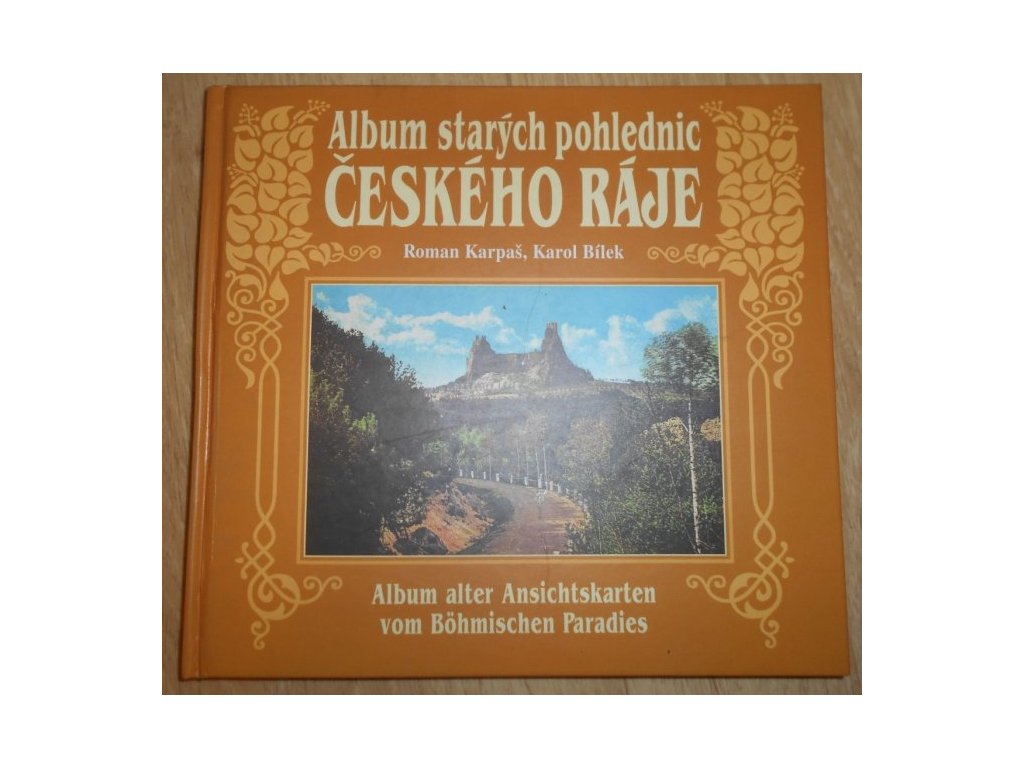 Album starých pohlednic
ČESKÉHO RÁJE
Roman Karpaš, Karol Bílek
Album alter Ansichtskarten
vom Böhmischen Paradies